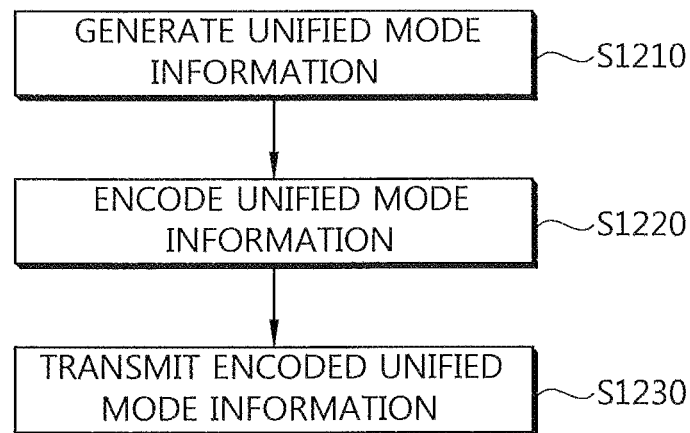 GENERATE UNIFIED MODE
INFORMATION
S1210
ENCODE UNIFIED MODE
INFORMATION
S1220
TRANSMIT ENCODED UNIFIED
MODE INFORMATION
S1230